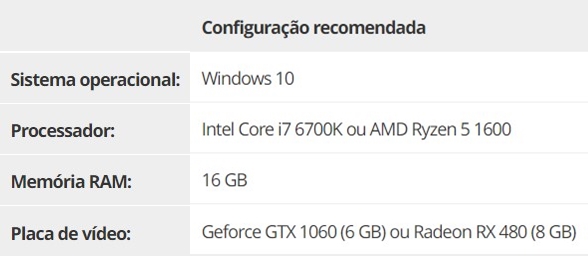 Configuração recomendada
Sistema operacional: Windows 10
Processador: Intel Core i7 6700K ou AMD Ryzen 5 1600
Memória RAM: 16 GB
Placa de vídeo: Geforce GTX 1060 (6 GB) ou Radeon RX 480 (8 GB)